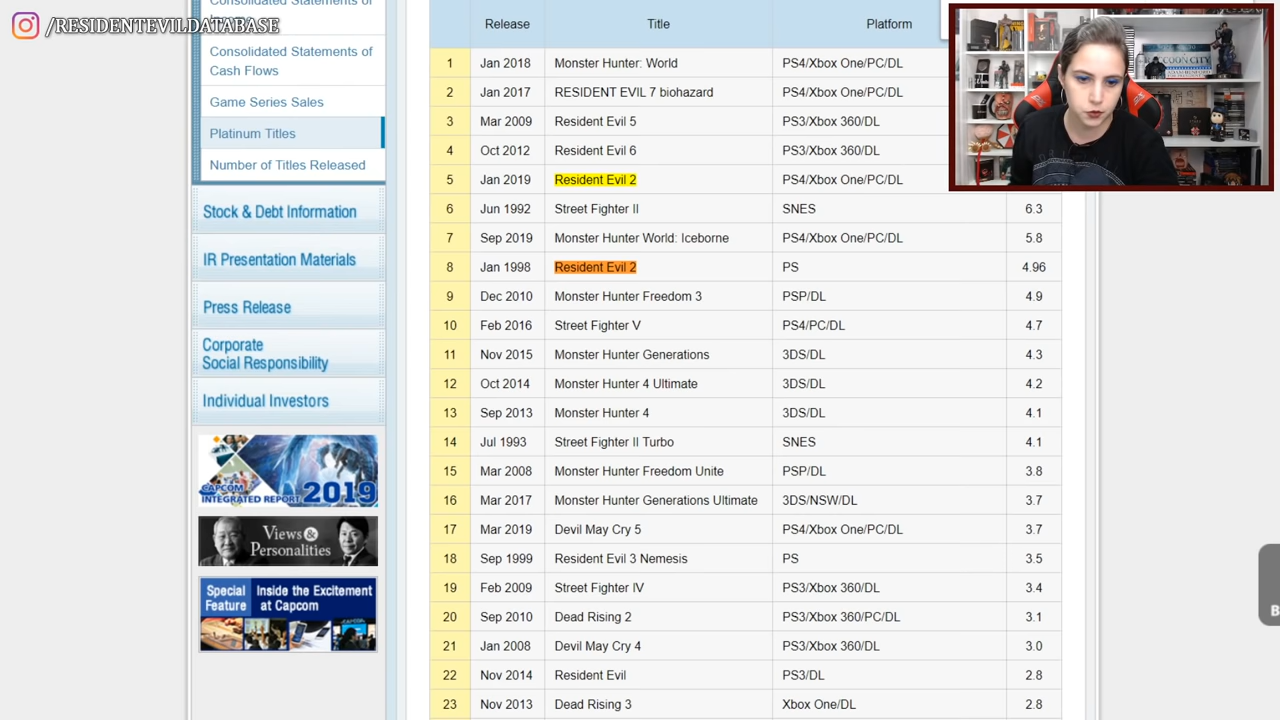 /RESIDENTEVILDATABASE
Consolidated Statements of
Consolidated Statements of
Cash Flows
Game Series Sales
Platinum Titles
Number of Titles Released
Stock & Debt Information
IR Presentation Materials
Press Release
Corporate
Social Responsibility
Individual Investors
CAPCOM
INTEGRATED REPORT 2019
Views &
Personalities
Special
Feature
Inside the Excitement
at Capcom
Title Platform
1 Jan 2018 Monster Hunter: World PS4/Xbox One/PC/DL
2 Jan 2017 RESIDENT EVIL 7 biohazard PS4/Xbox One/PC/DL
3 Resident Evil 5 PS3/Xbox 360/DL
4 Oct 2012 Resident Evil 6 PS3/Xbox 360/DL
2019 Resident Evil PS4/Xbox One/PC/DL
6 Jun 1992 Street Fighter II SNES 6.3
7 Sep 2019 Monster Hunter World: Iceborne PS4/Xbox One/PC/DL 5.8
8 Jan 1998 Resident Evil 2 PS 4.96
9 Dec 2010 Monster Hunter Freedom 3 PSP/DL 4.9
10 Feb 2016 Street Fighter V PS4/PC/DL 4.7
11 Nov 2015 Monster Hunter Generations 3DS/DL 4.3
12 Oct 2014 Monster Hunter 4 Ultimate 3DS/DL 4.2
13 Sep 2013 Monster Hunter 4 3DS/DL 4.1
14 Jul 1993 Street Fighter II Turbo SNES 4.1
15 Mar 2008 Monster Hunter Freedom Unite PSP/DL 3.8
16 Mar 2017 Monster Hunter Generations Ultimate 3DS/NSW/DL 3.7
17 Mar 2019 Devil May Cry 5 PS4/Xbox One/PC/DL 3.7
18 Sep 1999 Resident Evil 3 Nemesis PS 3.5
19 Feb 2009 Street Fighter IV PS3/Xbox 360/DL 3.4
20 Sep 2010 Dead Rising 2 PS3/Xbox 360/PC/DL 3.1
21 Jan 2008 Devil May Cry 4 PS3/Xbox 360/DL 3.0
22 Nov 2014 Resident Evil PS3/DL 2.8
23 Nov 2013 Dead Rising 3 Xbox One/DL 2.8
RACCOON CITY
B